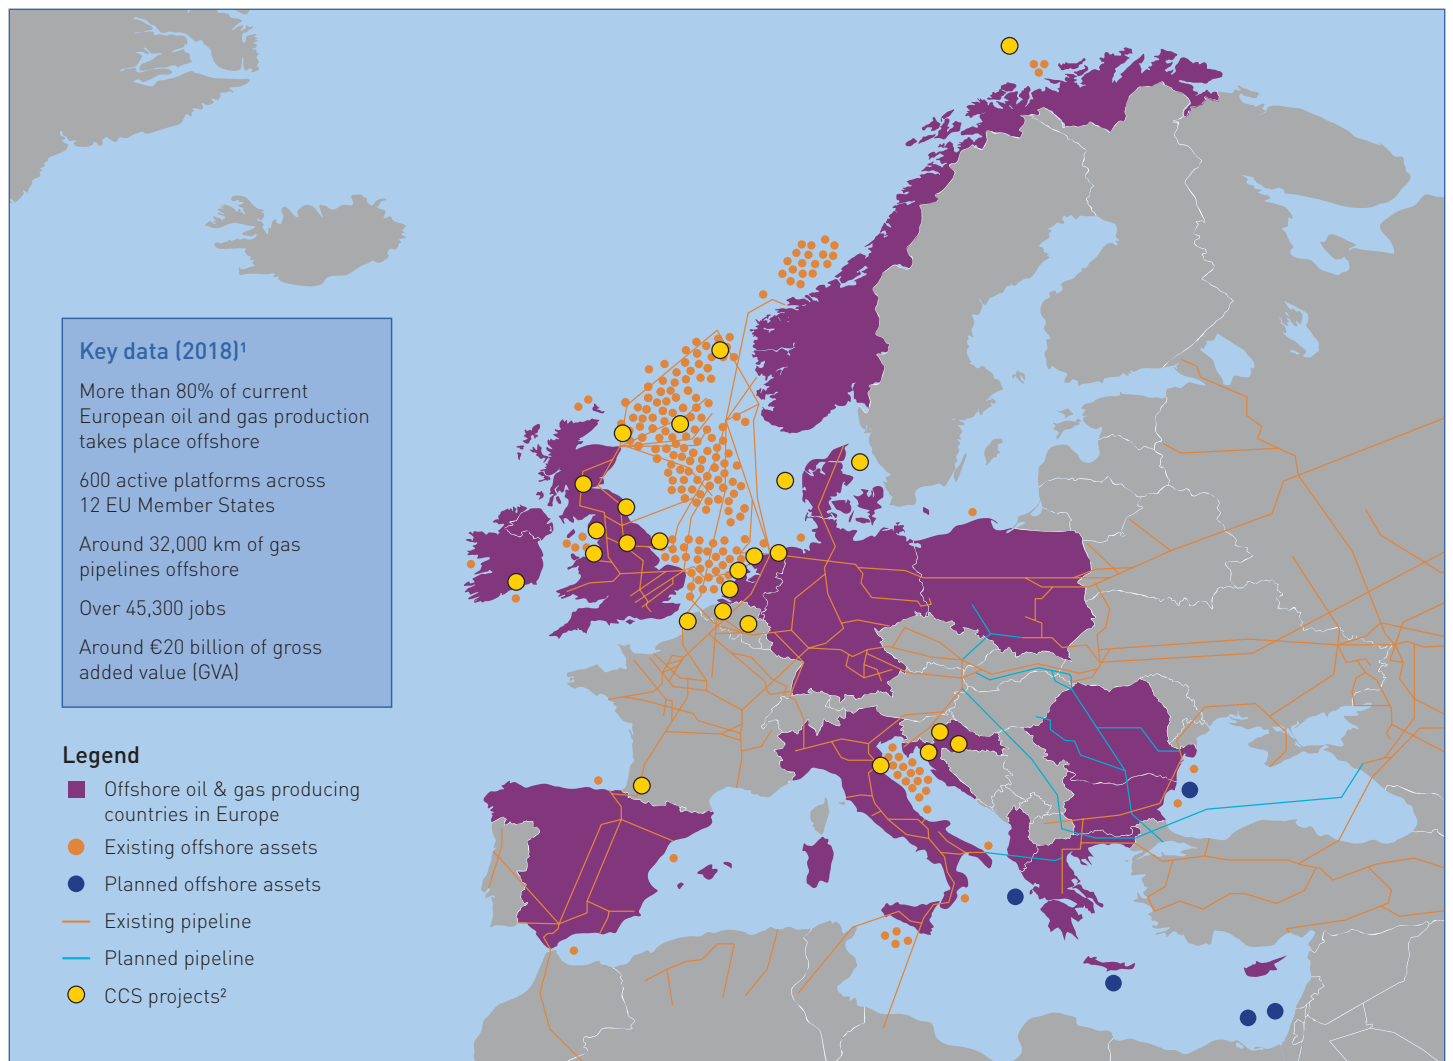 Key data (2018)¹
More than 80% of current
European oil and gas production
takes place offshore
600 active platforms across
12 EU Member States
Around 32,000 km of gas
pipelines offshore
Over 45,300 jobs
Around €20 billion of gross
added value (GVA)
Legend
Offshore oil & gas producing
countries in Europe
Existing offshore assets
Planned offshore assets
Existing pipeline
Planned pipeline
CCS projects²